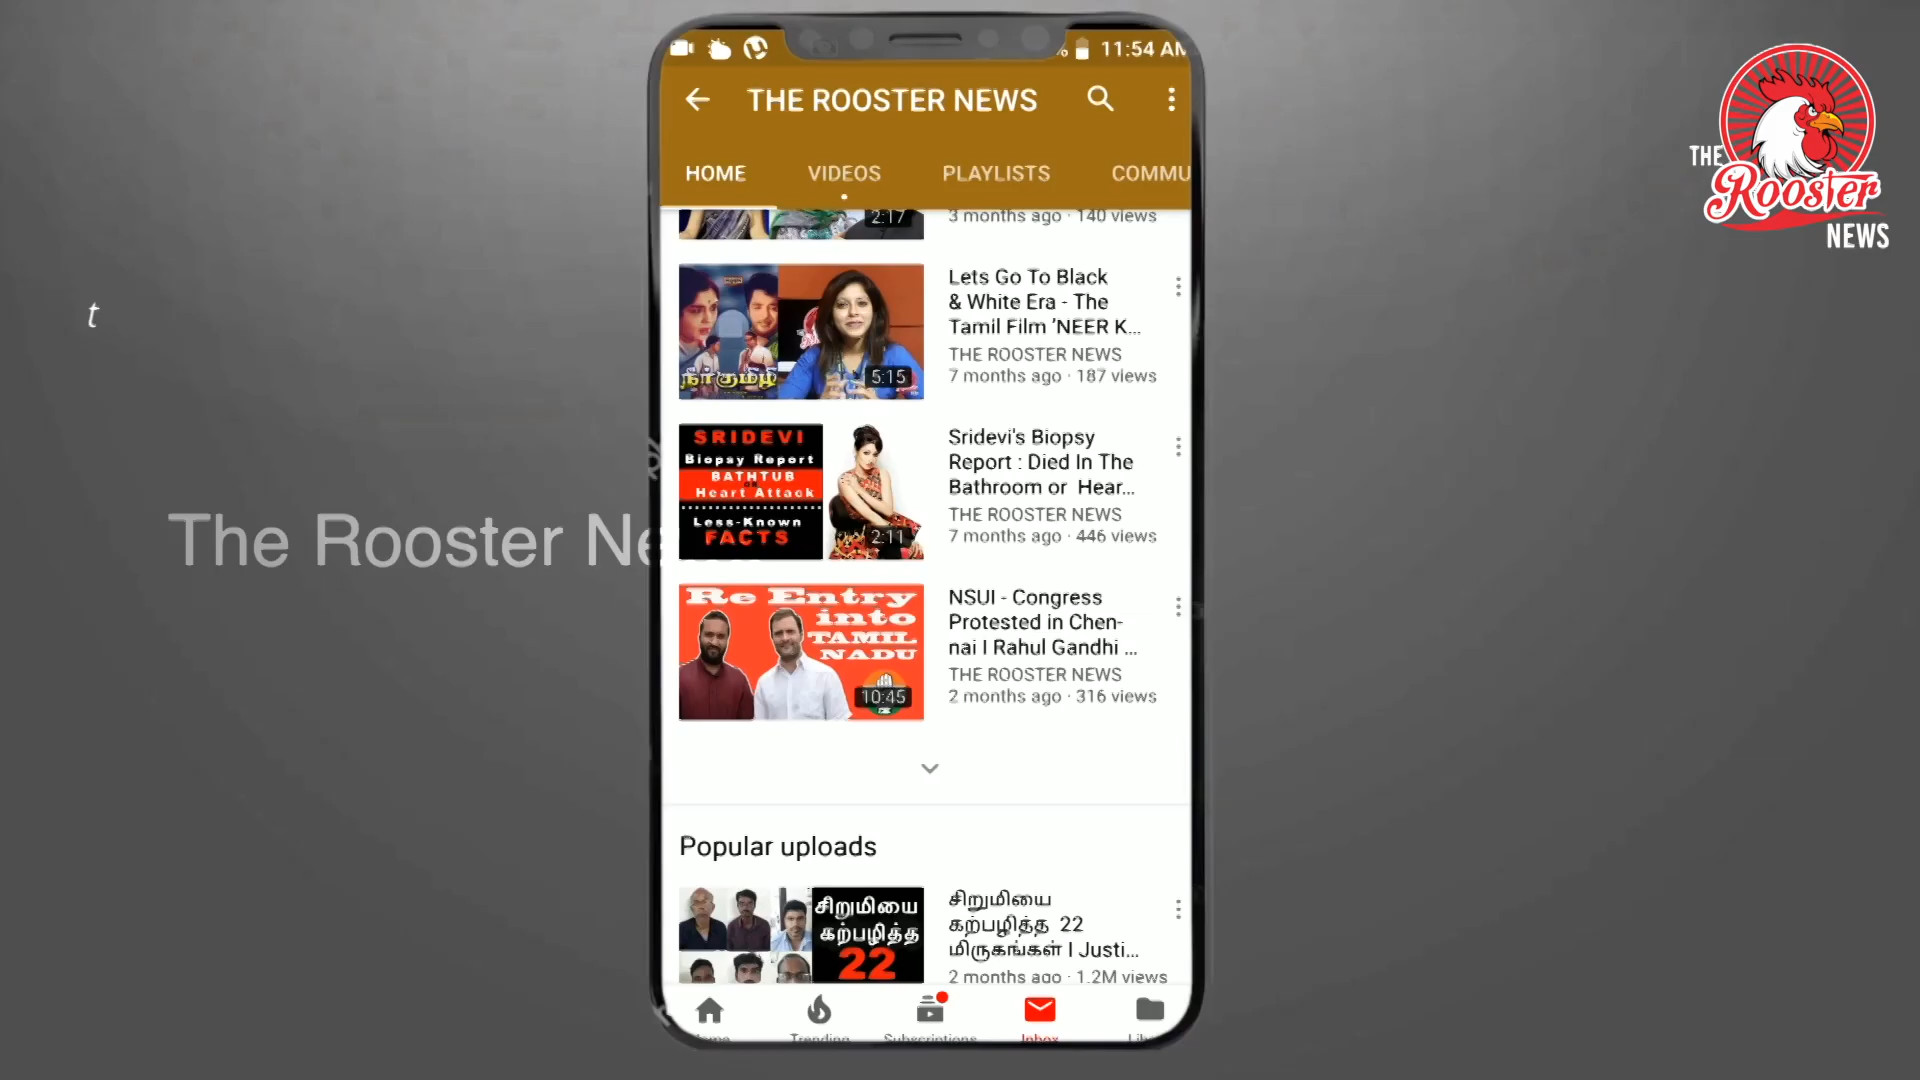 11:54 AM
THE ROOSTER NEWS
HOME VIDEOS PLAYLISTS COMMU
2:17
3 months ago · 140 views
THE
Rooster
NEWS
t
நீர்குமிழி
5:15
Lets Go To Black
& White Era - The
Tamil Film 'NEER K...
THE ROOSTER NEWS
7 months ago · 187 views
SRIDEVI
Biopsy Report
BATHTUB
OR
Heart Attack
Less-Known
FACTS
2:11
Sridevi's Biopsy
Report : Died In The
Bathroom or Hear...
THE ROOSTER NEWS
7 months ago · 446 views
The Rooster Ne
Re Entry
into
TAMIL
NADU
10:45
NSUI - Congress
Protested in Chen-
nai I Rahul Gandhi ...
THE ROOSTER NEWS
2 months ago · 316 views
Popular uploads
சிறுமியை
கற்பழித்த
22
சிறுமியை
கற்பழித்த 22
மிருகங்கள் I Justi...
2 months ago · 1.2M views
Trending Subscriptions Inbox